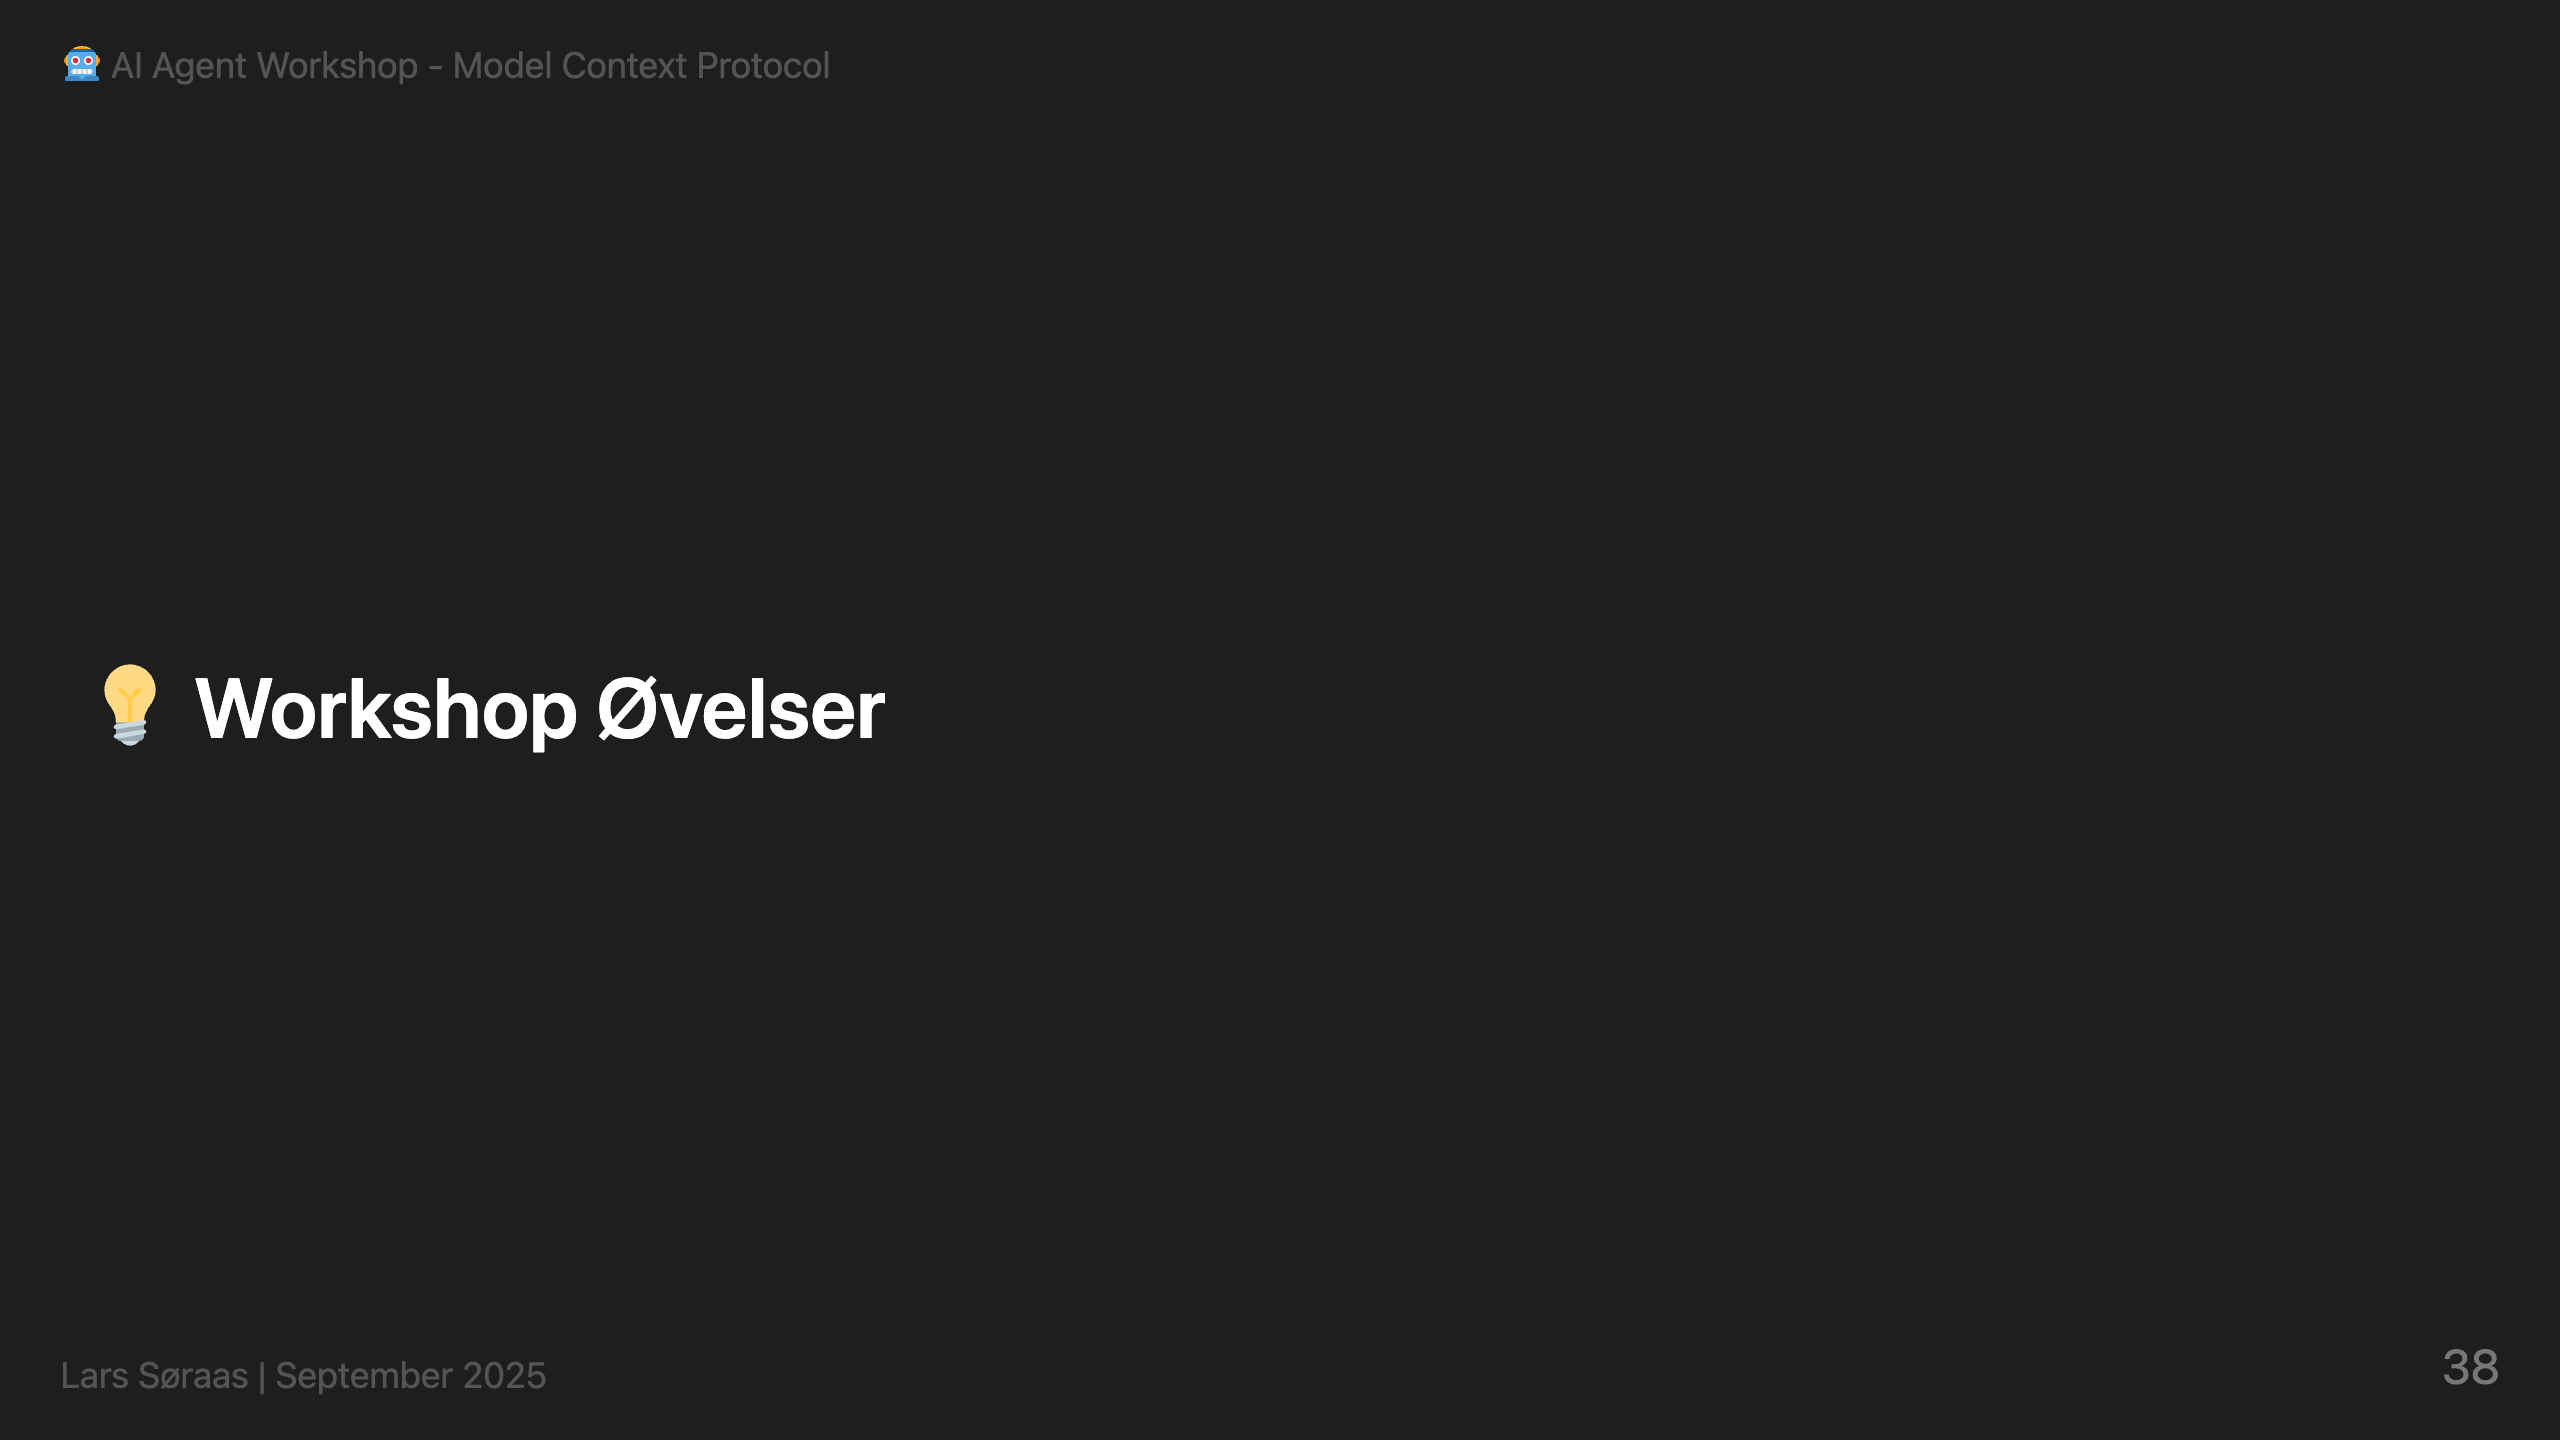 🤖 AI Agent Workshop - Model Context Protocol
💡 Workshop Øvelser
Lars Søraas | September 2025
38